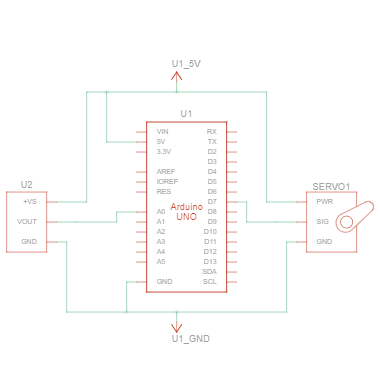 U1_5V
U1
VIN RX
5V TX
3.3V D2
D3
AREF D4
IOREF D5
RES D6
D7
Arduino
UNO
A0 D8
A1 D9
A2 D10
A3 D11
A4 D12
A5 D13
SDA
GND SCL
U2
+VS
VOUT
GND
SERVO1
PWR
SIG
GND
U1_GND